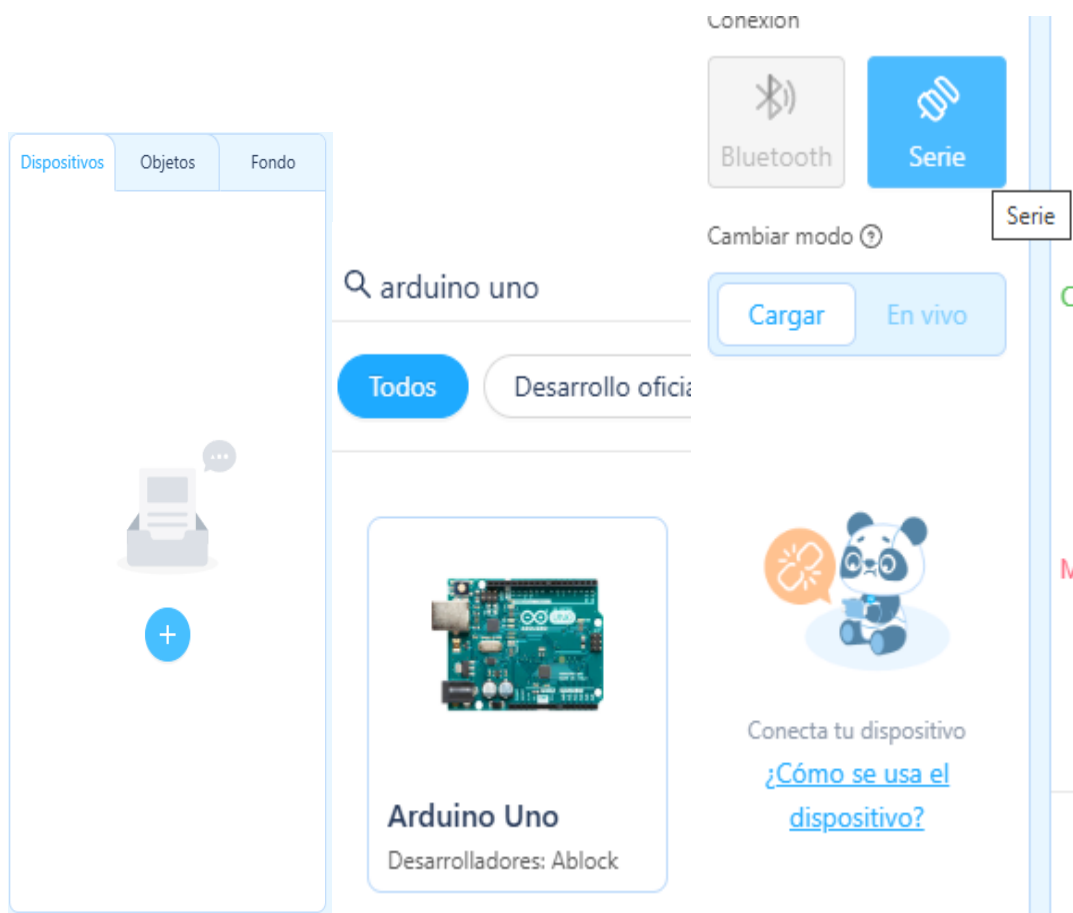 Dispositivos Objetos Fondo
arduino uno
Todos Desarrollo oficia
Arduino Uno
Desarrolladores: Ablock
Conexión
Bluetooth Serie
Serie
Cambiar modo
Cargar En vivo
Conecta tu dispositivo
¿Cómo se usa el
dispositivo?